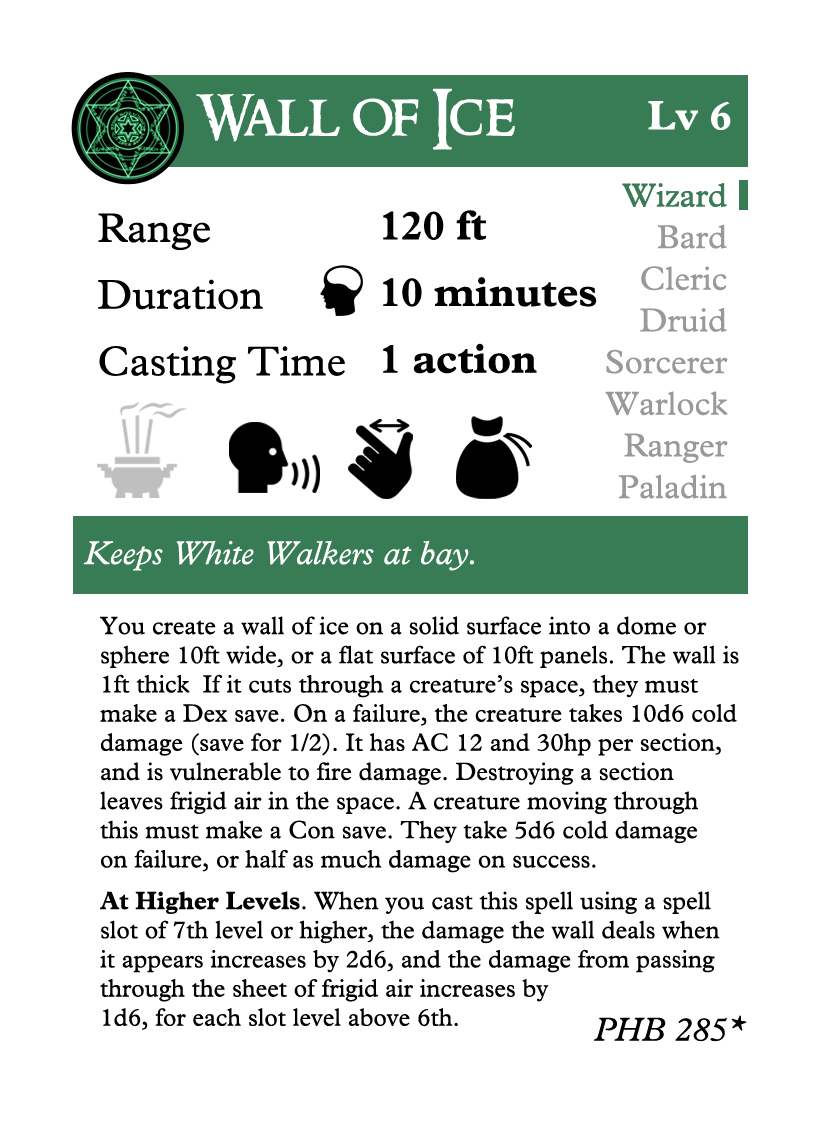 WALL OF ICE
Lv 6
Range 120 ft
Duration 10 minutes
Casting Time 1 action
Wizard
Bard
Cleric
Druid
Sorcerer
Warlock
Ranger
Paladin
Keeps White Walkers at bay.
You create a wall of ice on a solid surface into a dome or
sphere 10ft wide, or a flat surface of 10ft panels. The wall is
1ft thick  If it cuts through a creature’s space, they must
make a Dex save. On a failure, the creature takes 10d6 cold
damage (save for 1/2). It has AC 12 and 30hp per section,
and is vulnerable to fire damage. Destroying a section
leaves frigid air in the space. A creature moving through
this must make a Con save. They take 5d6 cold damage
on failure, or half as much damage on success.
At Higher Levels. When you cast this spell using a spell
slot of 7th level or higher, the damage the wall deals when
it appears increases by 2d6, and the damage from passing
through the sheet of frigid air increases by
1d6, for each slot level above 6th.
PHB 285*